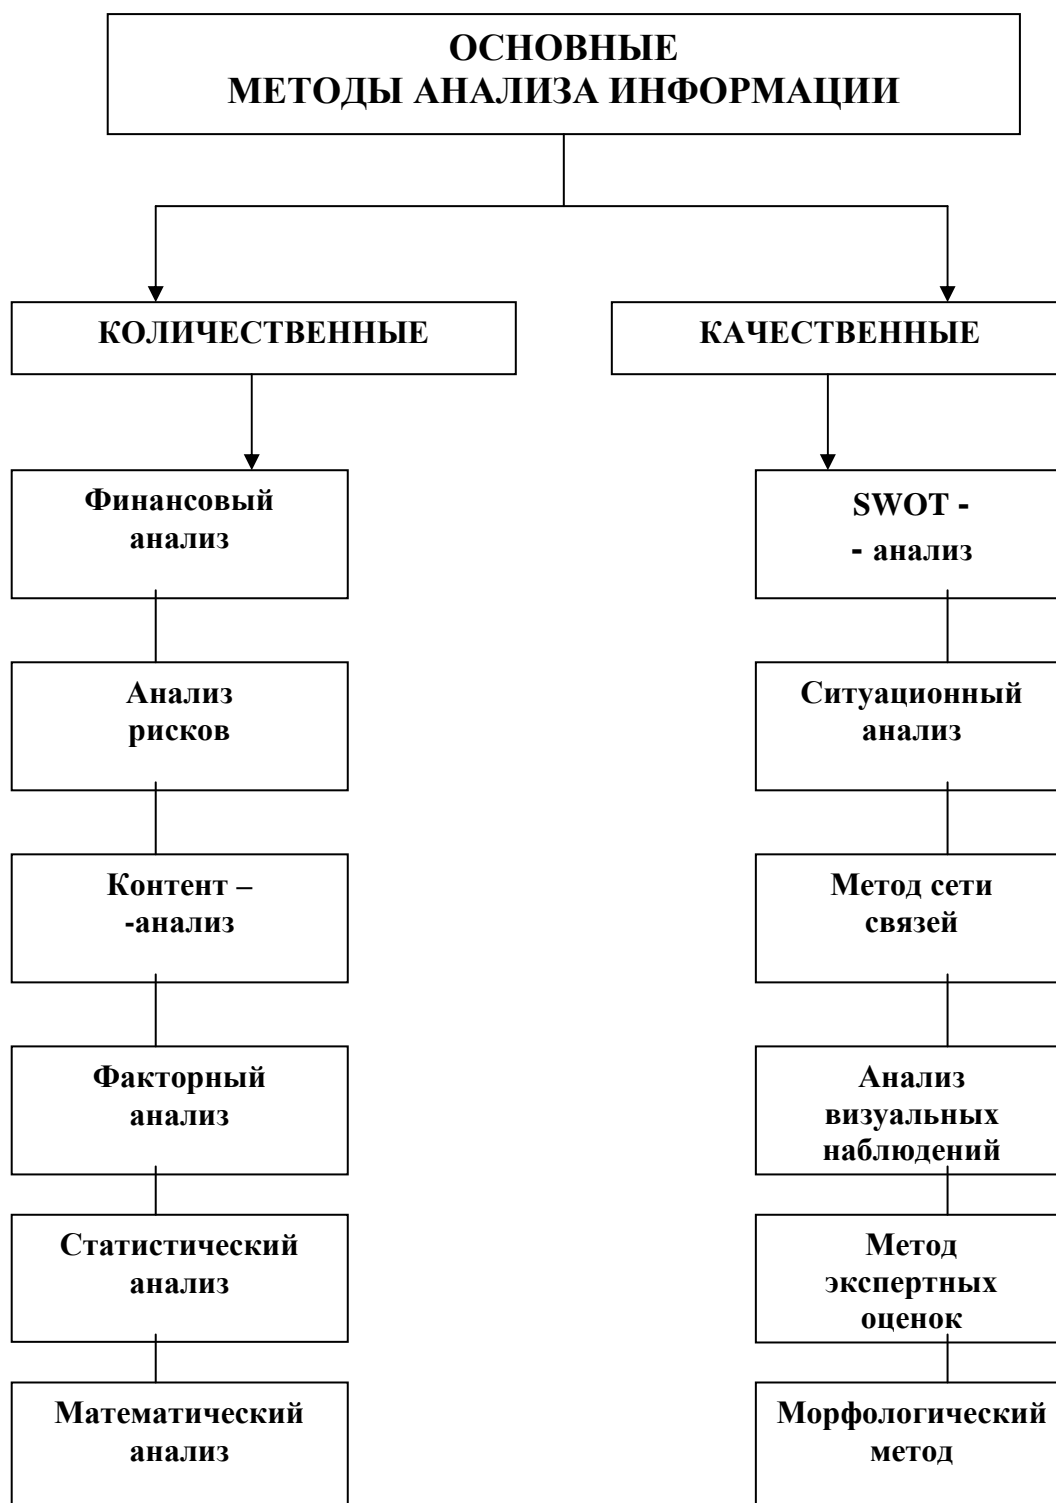 ОСНОВНЫЕ
МЕТОДЫ АНАЛИЗА ИНФОРМАЦИИ
КОЛИЧЕСТВЕННЫЕ
КАЧЕСТВЕННЫЕ
Финансовый
анализ
SWOT -
- анализ
Анализ
рисков
Ситуационный
анализ
Контент –
-анализ
Метод сети
связей
Факторный
анализ
Анализ
визуальных
наблюдений
Статистический
анализ
Метод
экспертных
оценок
Математический
анализ
Морфологический
метод